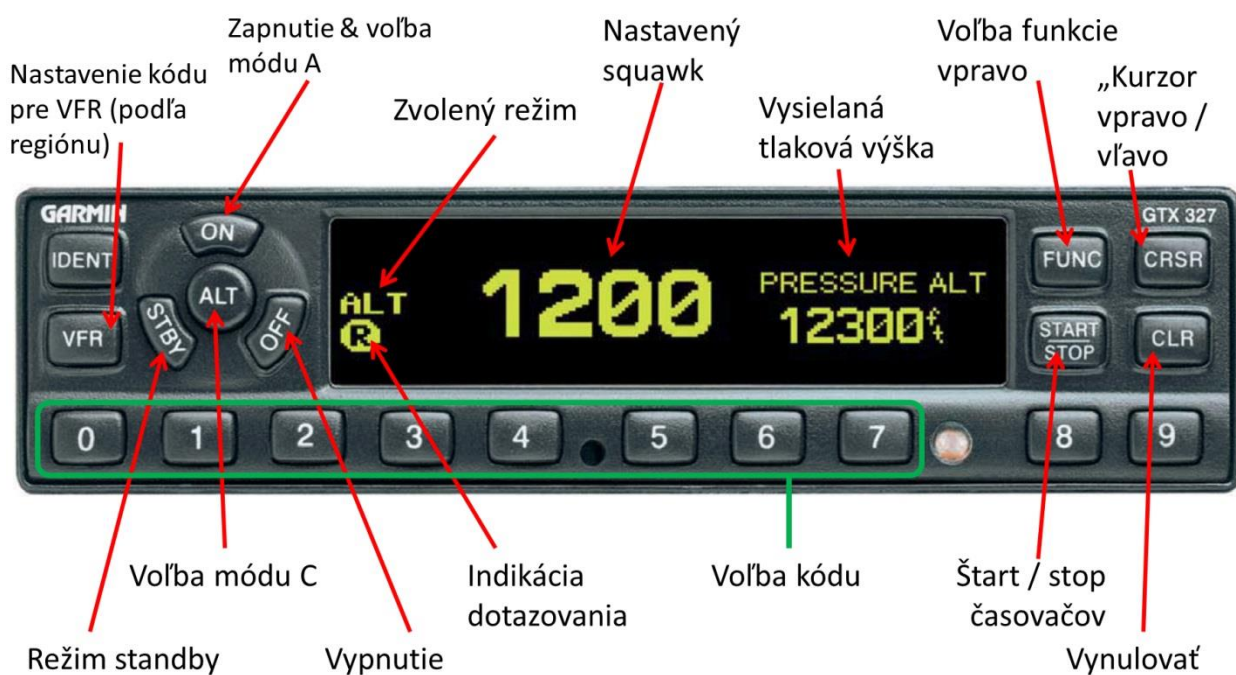 Zapnutie & voľba
módu A
Nastavenie kódu
pre VFR (podľa
regiónu)
Zvolený režim
Nastavený
squawk
Vysielaná
tlaková výška
Voľba funkcie
vpravo
„Kurzor
vpravo /
vľavo
GARMIN
GTX 327
IDENT
ON
ALT
STBY
OFF
VFR
ALT
R
1200
PRESSURE ALT
12300ft
FUNC
CRSR
START
STOP
CLR
0 1 2 3 4 5 6 7 8 9
Voľba módu C
Indikácia
dotazovania
Voľba kódu
Štart / stop
časovačov
Režim standby
Vypnutie
Vynulovať